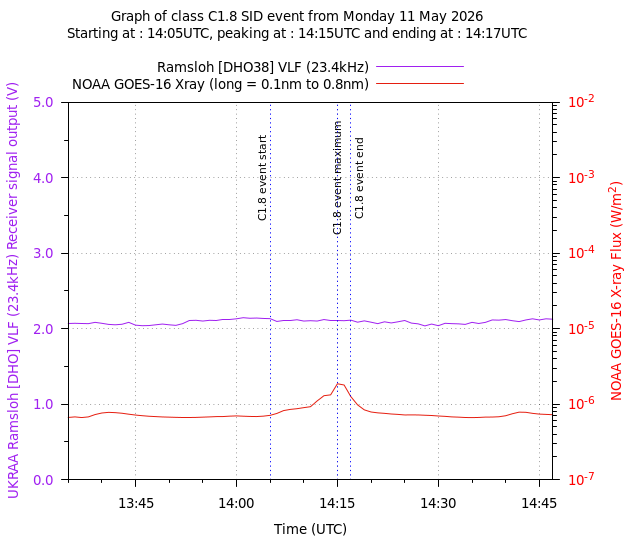 Graph of class C1.8 SID event from Monday 11 May 2026
Starting at : 14:05UTC, peaking at : 14:15UTC and ending at : 14:17UTC
Ramsloh [DHO38] VLF (23.4kHz)
NOAA GOES-16 Xray (long = 0.1nm to 0.8nm)
UKRAA Ramsloh [DHO] VLF (23.4kHz) Receiver signal output (V)
5.0
4.0
3.0
2.0
1.0
0.0
C1.8 event start
C1.8 event maximum
C1.8 event end
10-2
10-3
10-4
10-5
10-6
10-7
NOAA GOES-16 X-ray Flux (W/m2)
13:45 14:00 14:15 14:30 14:45
Time (UTC)